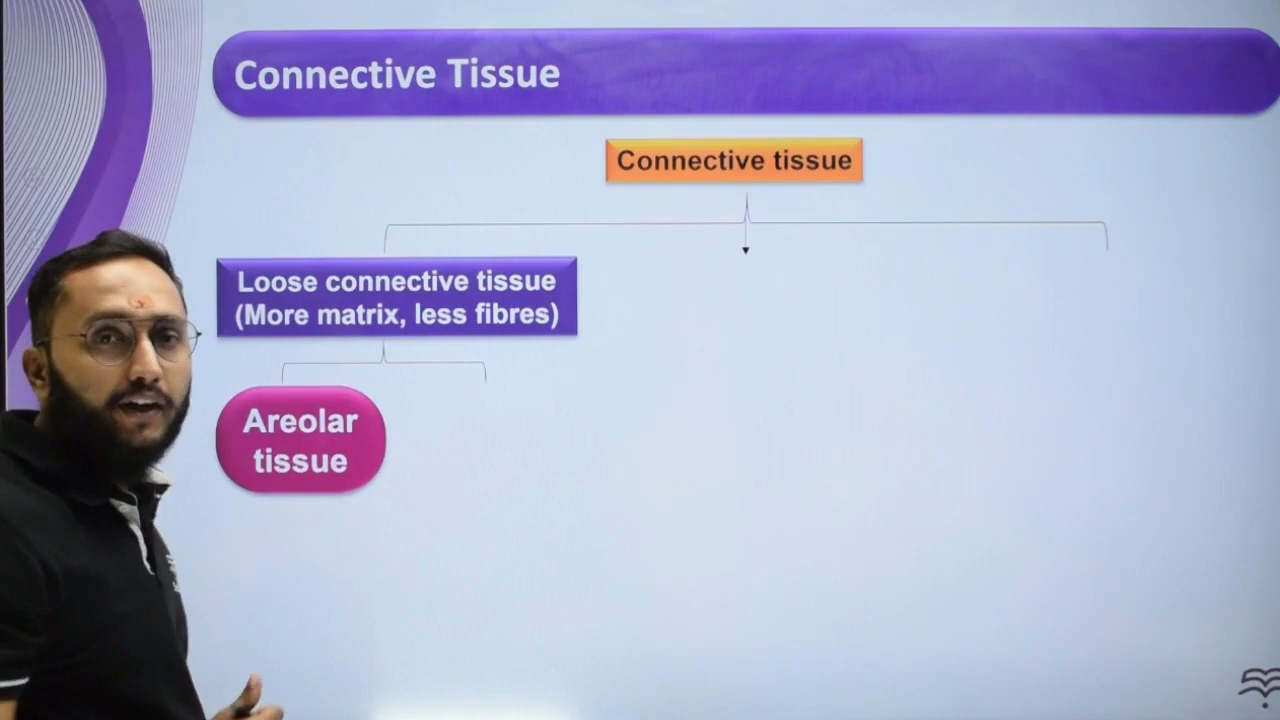 Connective Tissue
Connective tissue
Loose connective tissue
(More matrix, less fibres)
Areolar
tissue